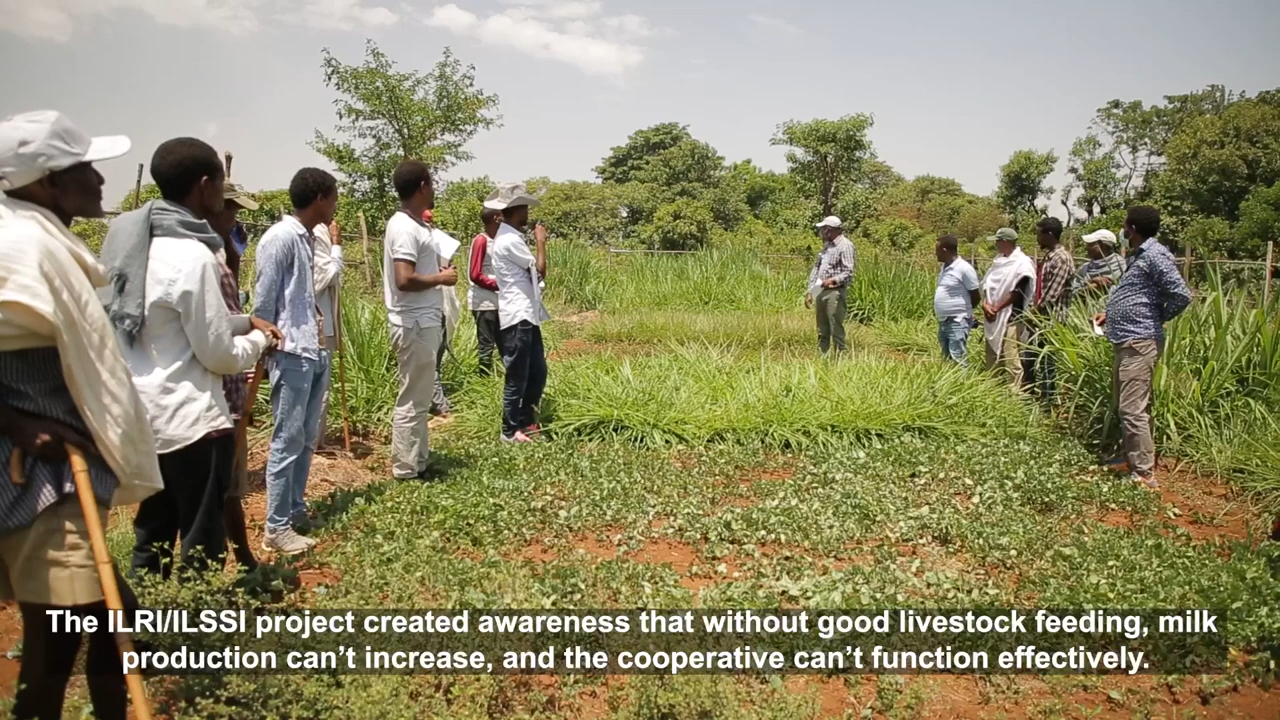 The ILRI/ILSSI project created awareness that without good livestock feeding, milk
production can’t increase, and the cooperative can’t function effectively.